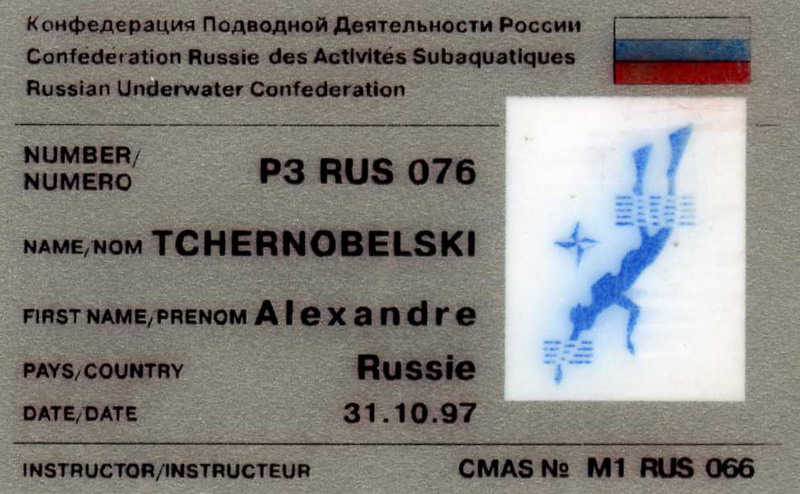 Конфедерация Подводной Деятельности России
Confederation Russie des Activités Subaquatiques
Russian Underwater Confederation
NUMBER/
NUMERO P3 RUS 076
NAME/NOM TCHERNOBELSKI
FIRST NAME/PRENOM Alexandre
PAYS/COUNTRY Russie
DATE/DATE 31.10.97
INSTRUCTOR/INSTRUCTEUR CMAS № M1 RUS 066